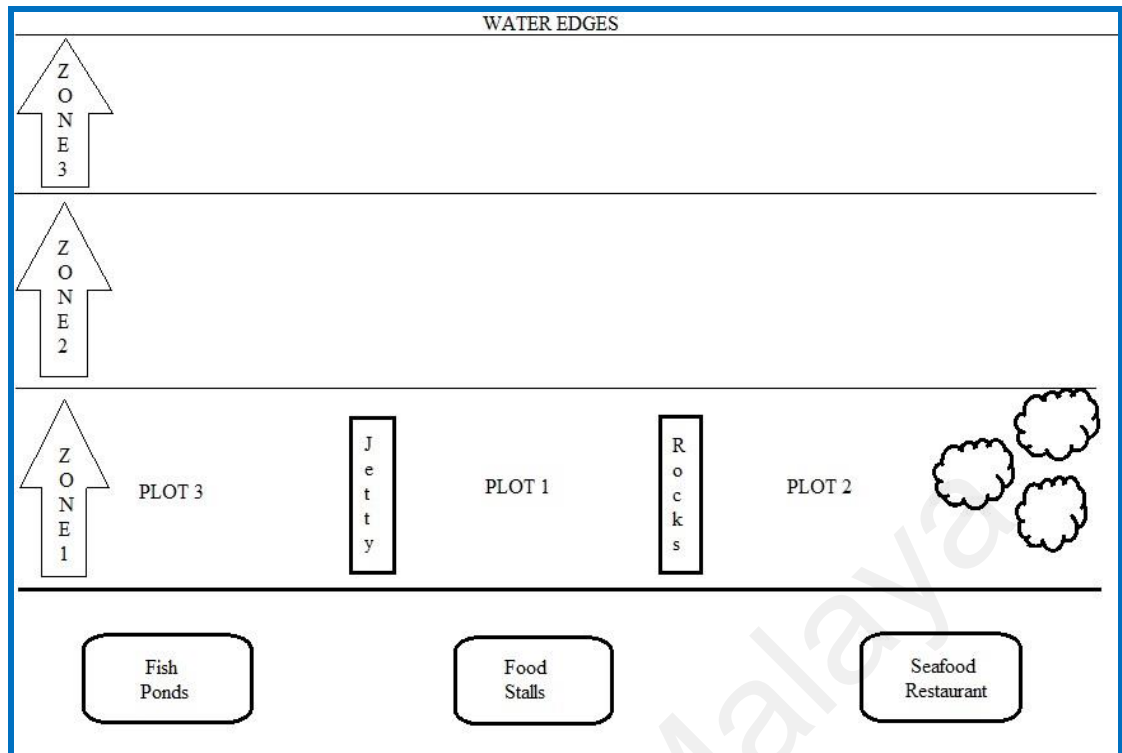 WATER EDGES
ZONE 3
ZONE 2
ZONE 1
PLOT 3
Jetty
PLOT 1
Rocks
PLOT 2
Fish
Ponds
Food
Stalls
Seafood
Restaurant
Malaya